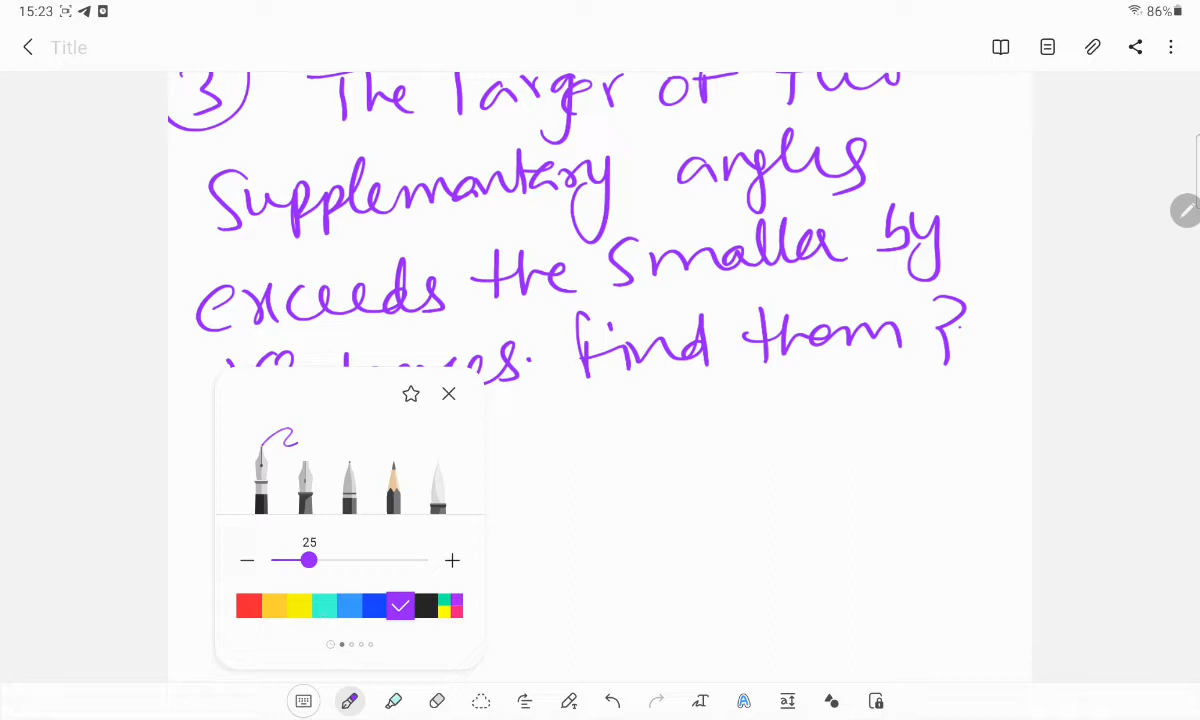 15:23
86%
Title
3) The larger of two
Supplementary angles
exceeds the smaller by
find them?
25